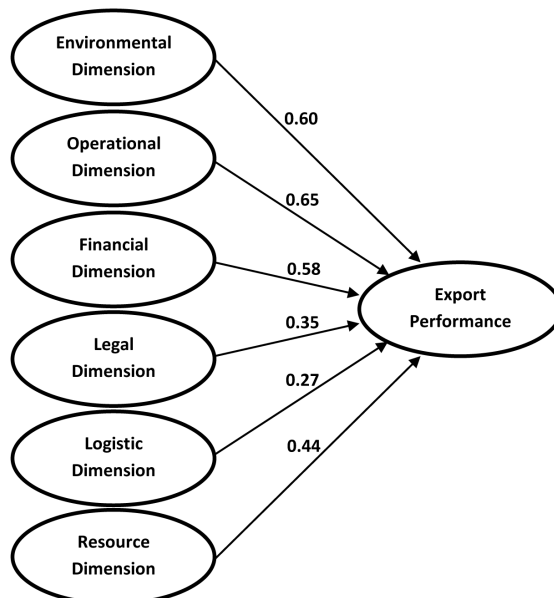 Environmental
Dimension
0.60
Operational
Dimension
0.65
Financial
Dimension
0.58
Export
Performance
0.35
Legal
Dimension
0.27
Logistic
Dimension
0.44
Resource
Dimension